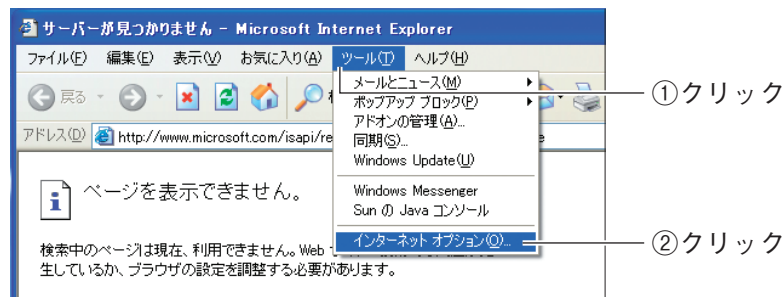 サーバーが見つかりません - Microsoft Internet Explorer
ファイル(F) 編集(E) 表示(V) お気に入り(A) ツール(T) ヘルプ(H)
メールとニュース(M)
①クリック
戻る
ポップアップ ブロック(P)
アドオンの管理(A)...
アドレス(D) http://www.microsoft.com/isapi/re
同期(S)...
Windows Update(U)
Windows Messenger
ページを表示できません。
Sun の Java コンソール
インターネット オプション(O)...
②クリック
検索中のページは現在、利用できません。Web
生しているか、ブラウザの設定を調整する必要があります。